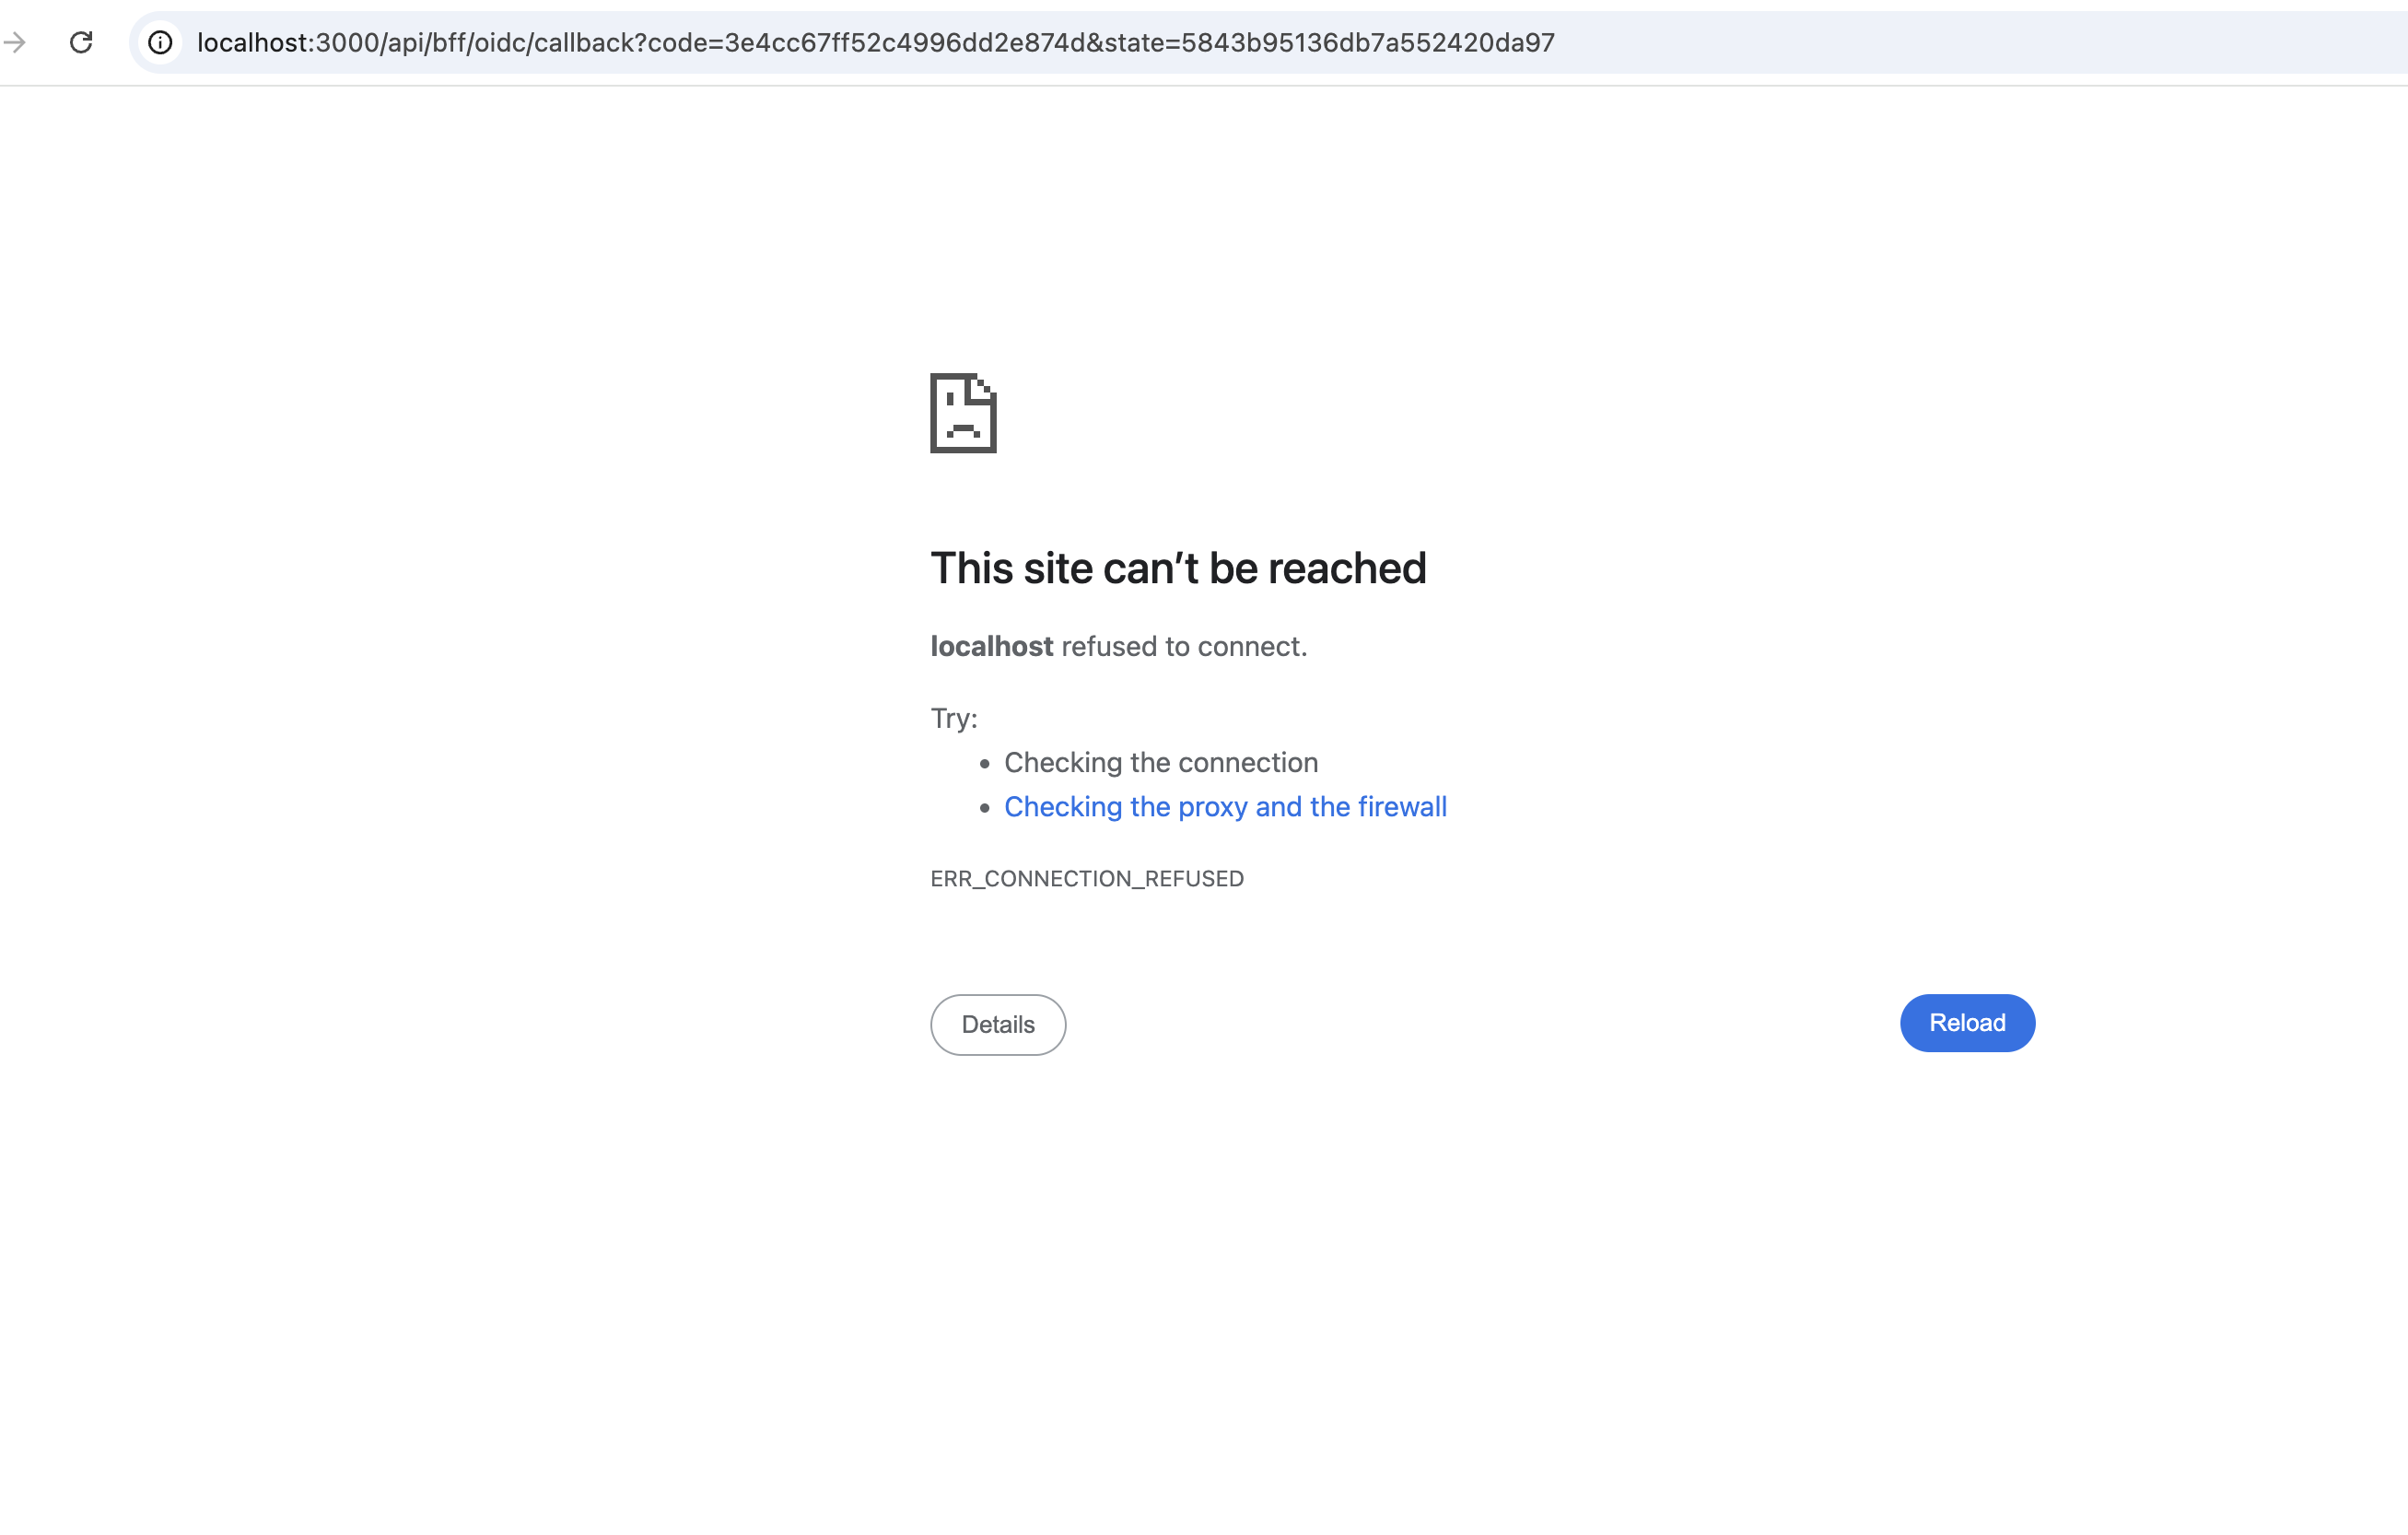 localhost:3000/api/bff/oidc/callback?code=3e4cc67ff52c4996dd2e874d&state=5843b95136db7a552420da97
This site can’t be reached
localhost refused to connect.
Try:
• Checking the connection
• Checking the proxy and the firewall
ERR_CONNECTION_REFUSED
Details
Reload